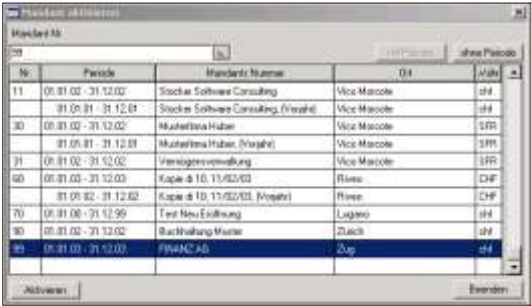 Mandant aktivieren
Mandant Nr.
99
ohne Periode
Nr. Periode Mandants Nummer Ort Währ
11 01.01.02 - 31.12.02 Stocker Software Consulting Vico Morcote chf
01.01.01 - 31.12.01 Stocker Software Consulting, (Vorjahr) Vico Morcote chf
30 01.01.02 - 31.12.02 Musterfirma Huber Vico Morcote SFR
01.01.01 - 31.12.01 Musterfirma Huber, (Vorjahr) Vico Morcote SFR
31 01.01.02 - 31.12.02 Vermögensverwaltung Vico Morcote SFR
60 01.01.03 - 31.12.03 Kopie di 10, 11/02/03 Rivera CHF
01.01.02 - 31.12.02 Kopie di 10, 11/02/03, (Vorjahr) Rivera CHF
70 01.01.00 - 31.12.99 Test Neu Eröffnung Lugano chf
90 01.01.02 - 31.12.02 Buchhaltung Muster Zürich chf
99 01.01.03 - 31.12.03 FINANZ AG Zug chf
Aktivieren Beenden